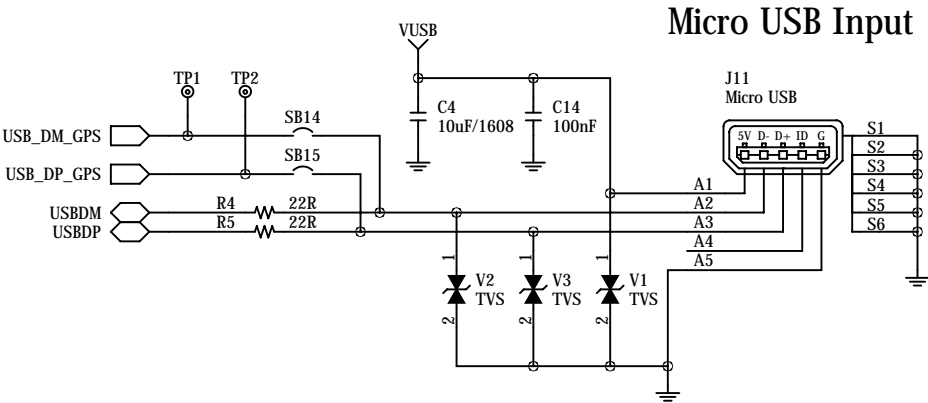 Micro USB Input
VUSB
TP1
TP2
J11
Micro USB
C4
10uF/1608
C14
100nF
SB14
USB_DM_GPS
5V D- D+ ID G
S1
S2
SB15
USB_DP_GPS
S3
A1
S4
USBDM
R4
22R
A2
S5
USBDP
R5
22R
A3
S6
A4
A5
1
V2
TVS
2
1
V3
TVS
2
1
V1
TVS
2